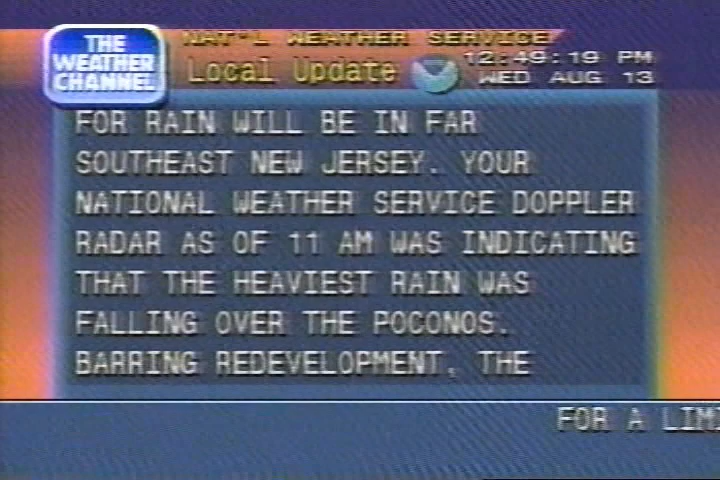 THE
WEATHER
CHANNEL
NAT'L WEATHER SERVICE
Local Update
12:49:19 PM
WED AUG 13
FOR RAIN WILL BE IN FAR
SOUTHEAST NEW JERSEY. YOUR
NATIONAL WEATHER SERVICE DOPPLER
RADAR AS OF 11 AM WAS INDICATING
THAT THE HEAVIEST RAIN WAS
FALLING OVER THE POCONOS.
BARRING REDEVELOPMENT, THE
FOR A